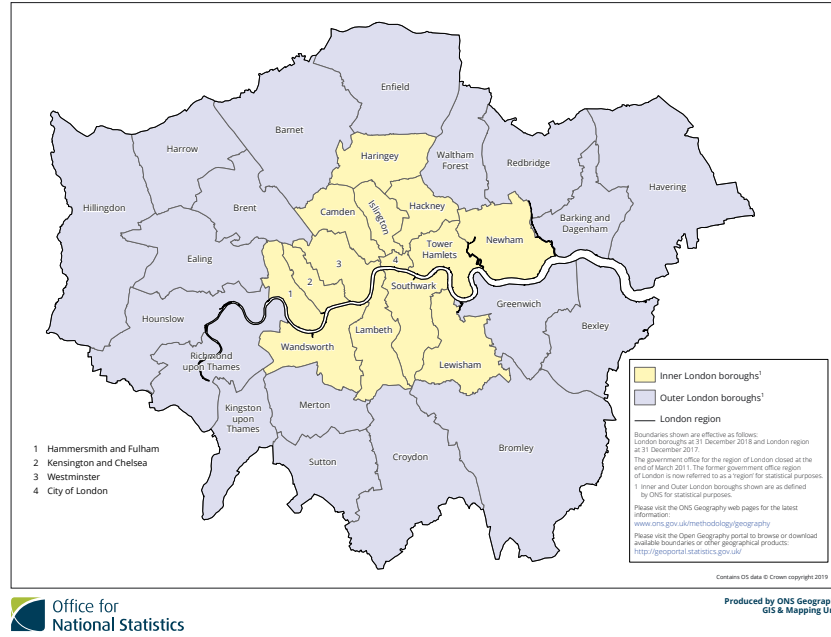 Enfield
Barnet
Harrow
Haringey
Waltham
Forest
Redbridge
Havering
Hillingdon
Brent
Camden
Islington
Hackney
Barking and
Dagenham
Ealing
Tower
Hamlets
Newham
1
2
3
4
Southwark
Greenwich
Hounslow
Bexley
Lambeth
Wandsworth
Richmond
upon Thames
Lewisham
Kingston
upon
Thames
Merton
Sutton
Croydon
Bromley
1 Hammersmith and Fulham
2 Kensington and Chelsea
3 Westminster
4 City of London
Inner London boroughs¹
Outer London boroughs¹
London region
Boundaries shown are effective as follows:
London boroughs at 31 December 2018 and London region
at 31 December 2017.
The government office for the region of London closed at the
end of March 2011. The former government office region
of London is now referred to as a 'region' for statistical purposes.
1 Inner and Outer London boroughs shown are as defined
by ONS for statistical purposes.
Please visit the ONS Geography web pages for the latest
information:
www.ons.gov.uk/methodology/geography
Please visit the Open Geography portal to browse or download
available boundaries or other geographical products:
http://geoportal.statistics.gov.uk/
Contains OS data © Crown copyright 2019
Office for
National Statistics
Produced by ONS Geograp
GIS & Mapping Un